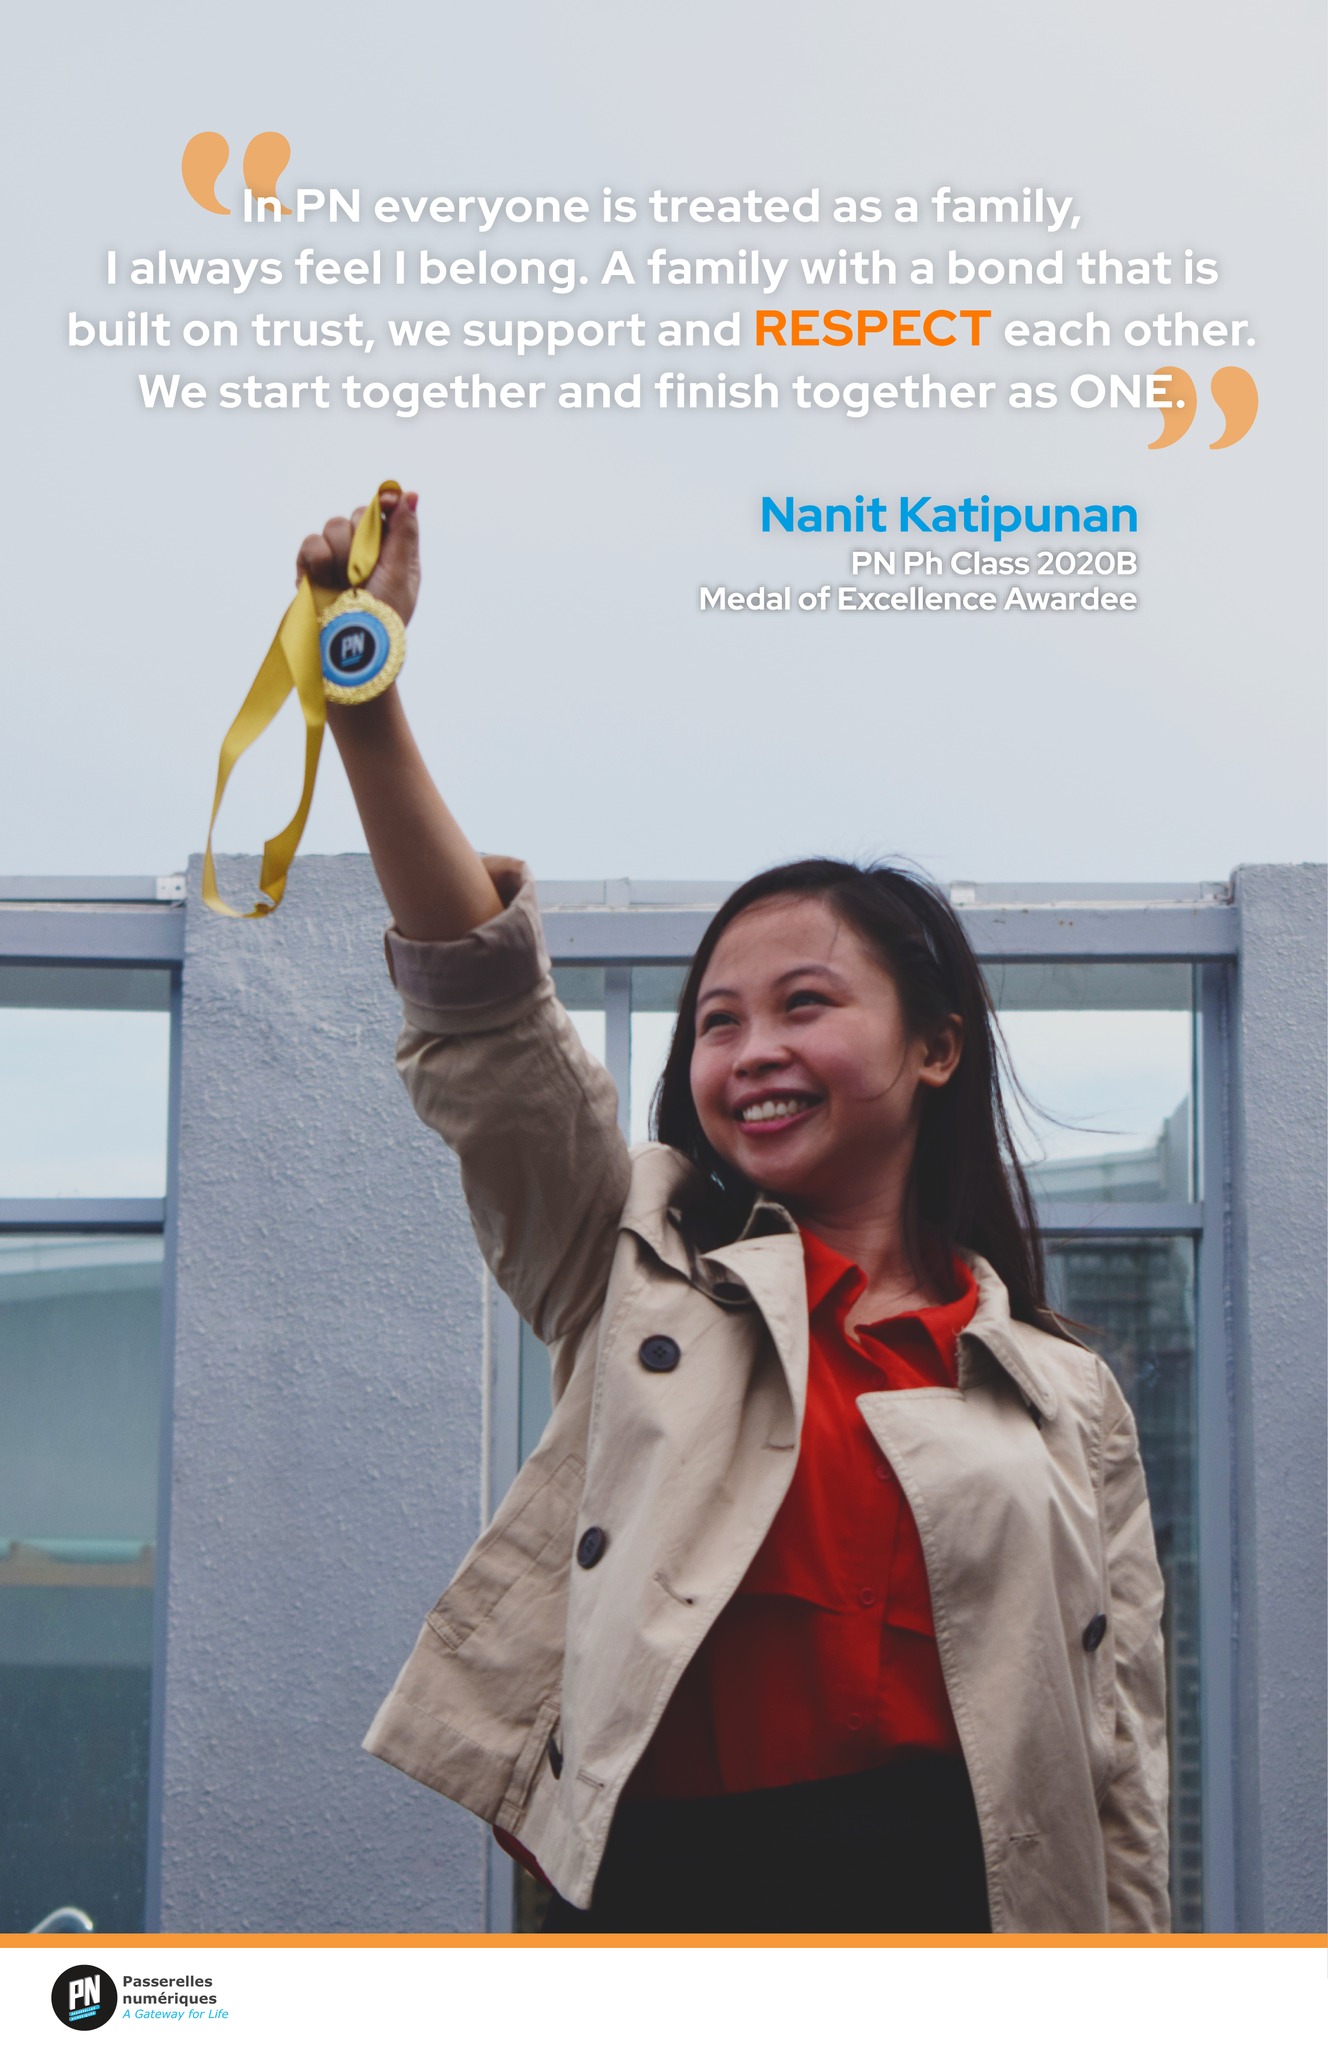 “In PN everyone is treated as a family,
I always feel I belong. A family with a bond that is
built on trust, we support and RESPECT each other.
We start together and finish together as ONE.”
Nanit Katipunan
PN Ph Class 2020B
Medal of Excellence Awardee
PN
PN
Passerelles
numériques
A Gateway for Life